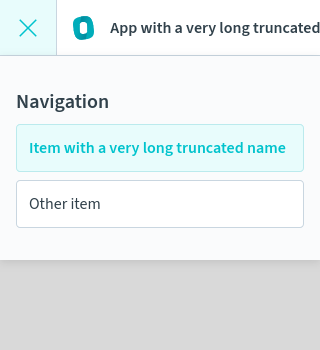 App with a very long truncated
Navigation
Item with a very long truncated name
Other item